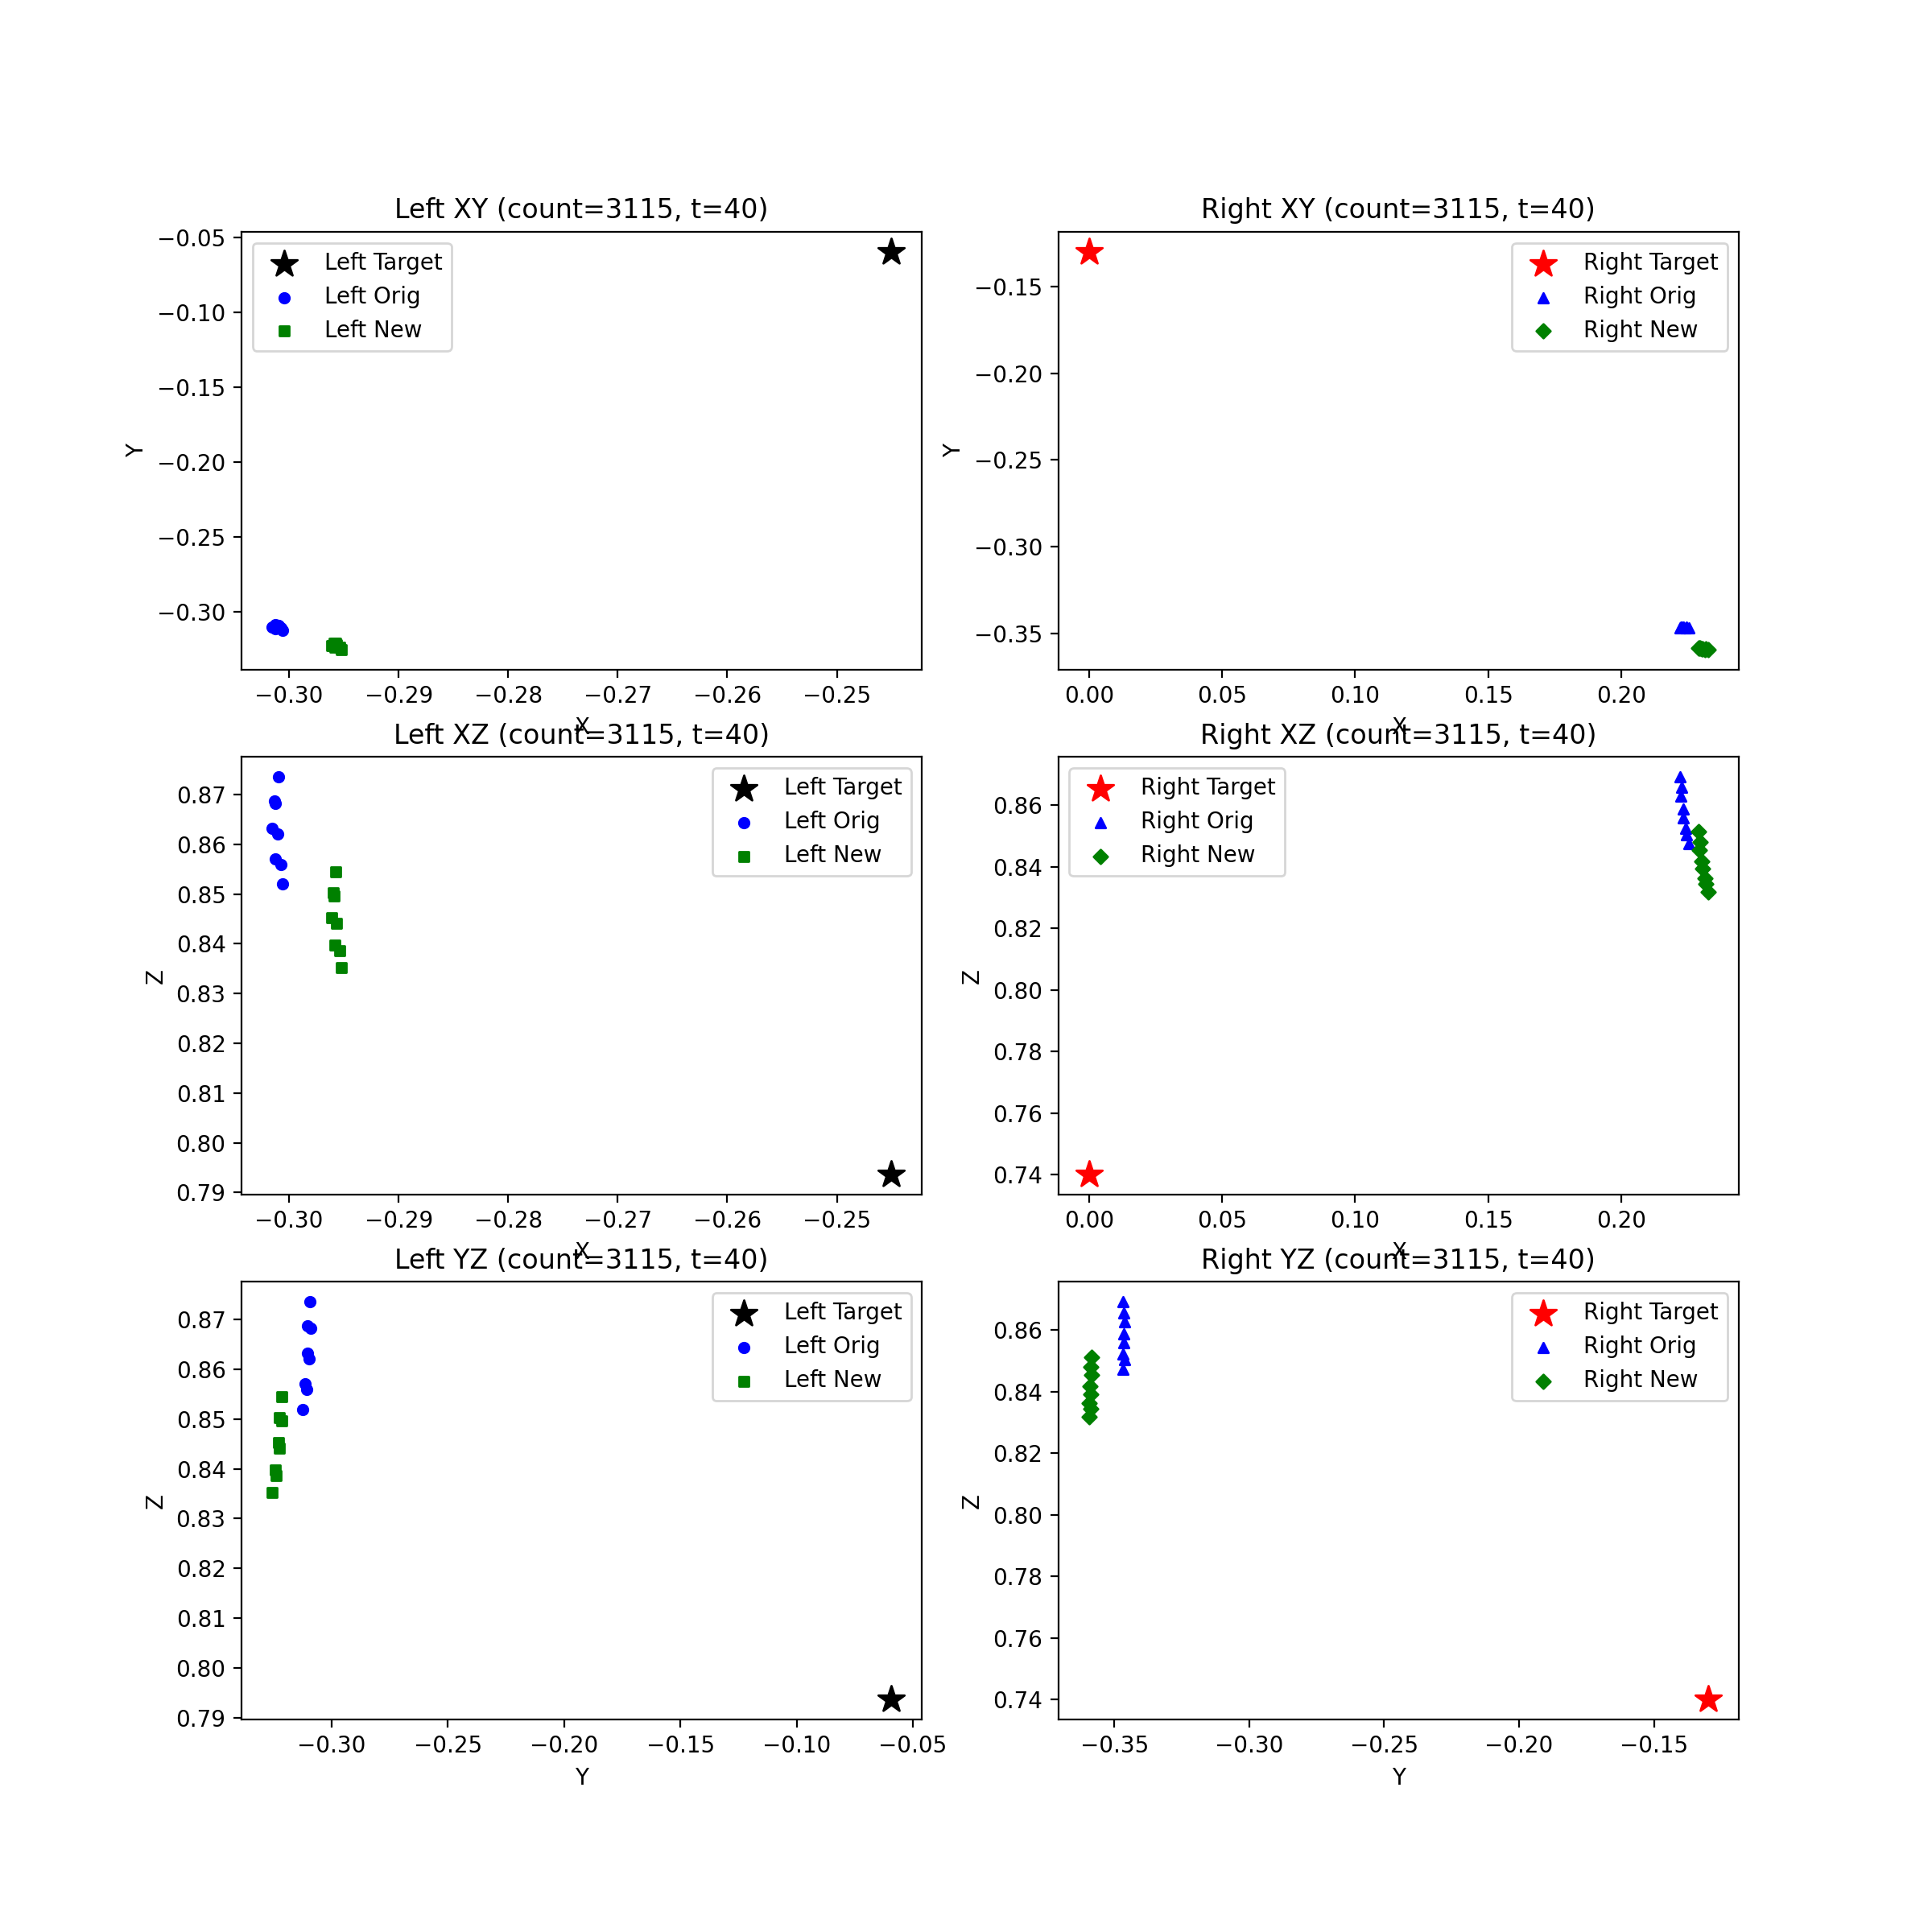 Left XY (count=3115, t=40)
Right XY (count=3115, t=40)
−0.05
−0.10
−0.15
−0.20
−0.25
−0.30
Y
Left Target
Left Orig
Left New
−0.30
−0.29
−0.28
−0.27
−0.26
−0.25
X
−0.15
−0.20
−0.25
−0.30
−0.35
Y
Right Target
Right Orig
Right New
0.00
0.05
0.10
0.15
0.20
X
Left XZ (count=3115, t=40)
Right XZ (count=3115, t=40)
0.87
0.86
0.85
0.84
0.83
0.82
0.81
0.80
0.79
Z
Left Target
Left Orig
Left New
−0.30
−0.29
−0.28
−0.27
−0.26
−0.25
X
0.86
0.84
0.82
0.80
0.78
0.76
0.74
Z
Right Target
Right Orig
Right New
0.00
0.05
0.10
0.15
0.20
X
Left YZ (count=3115, t=40)
Right YZ (count=3115, t=40)
0.87
0.86
0.85
0.84
0.83
0.82
0.81
0.80
0.79
Z
Left Target
Left Orig
Left New
−0.30
−0.25
−0.20
−0.15
−0.10
−0.05
Y
0.86
0.84
0.82
0.80
0.78
0.76
0.74
Z
Right Target
Right Orig
Right New
−0.35
−0.30
−0.25
−0.20
−0.15
Y